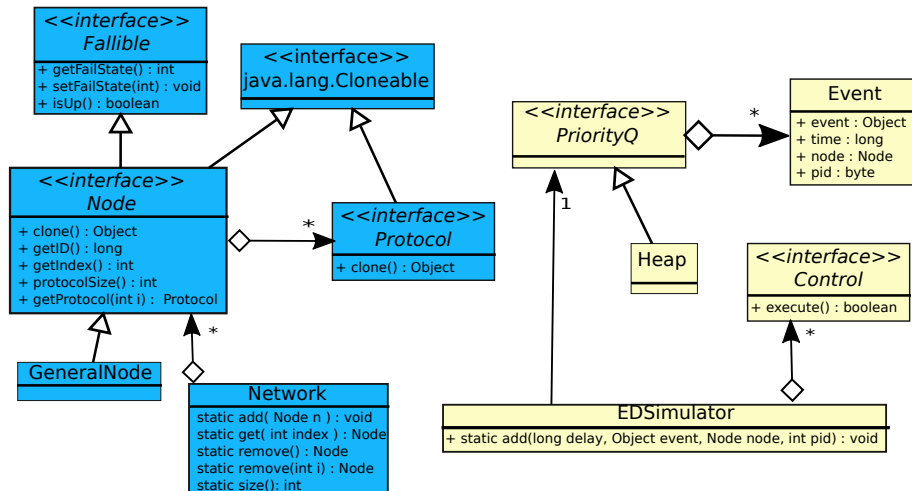 <<interface>>
Fallible
+ getFailState() : int
+ setFailState(int) : void
+ isUp() : boolean
<<interface>>
java.lang.Cloneable
<<interface>>
PriorityQ
*
Event
+ event : Object
+ time : long
+ node : Node
+ pid : byte
<<interface>>
Node
+ clone() : Object
+ getID() : long
+ getIndex() : int
+ protocolSize() : int
+ getProtocol(int i) : Protocol
*
<<interface>>
Protocol
+ clone() : Object
1
Heap
<<interface>>
Control
+ execute() : boolean
*
GeneralNode
*
Network
static add( Node n ) : void
static get( int index ) : Node
static remove() : Node
static remove(int i) : Node
static size(): int
EDSimulator
+ static add(long delay, Object event, Node node, int pid) : void